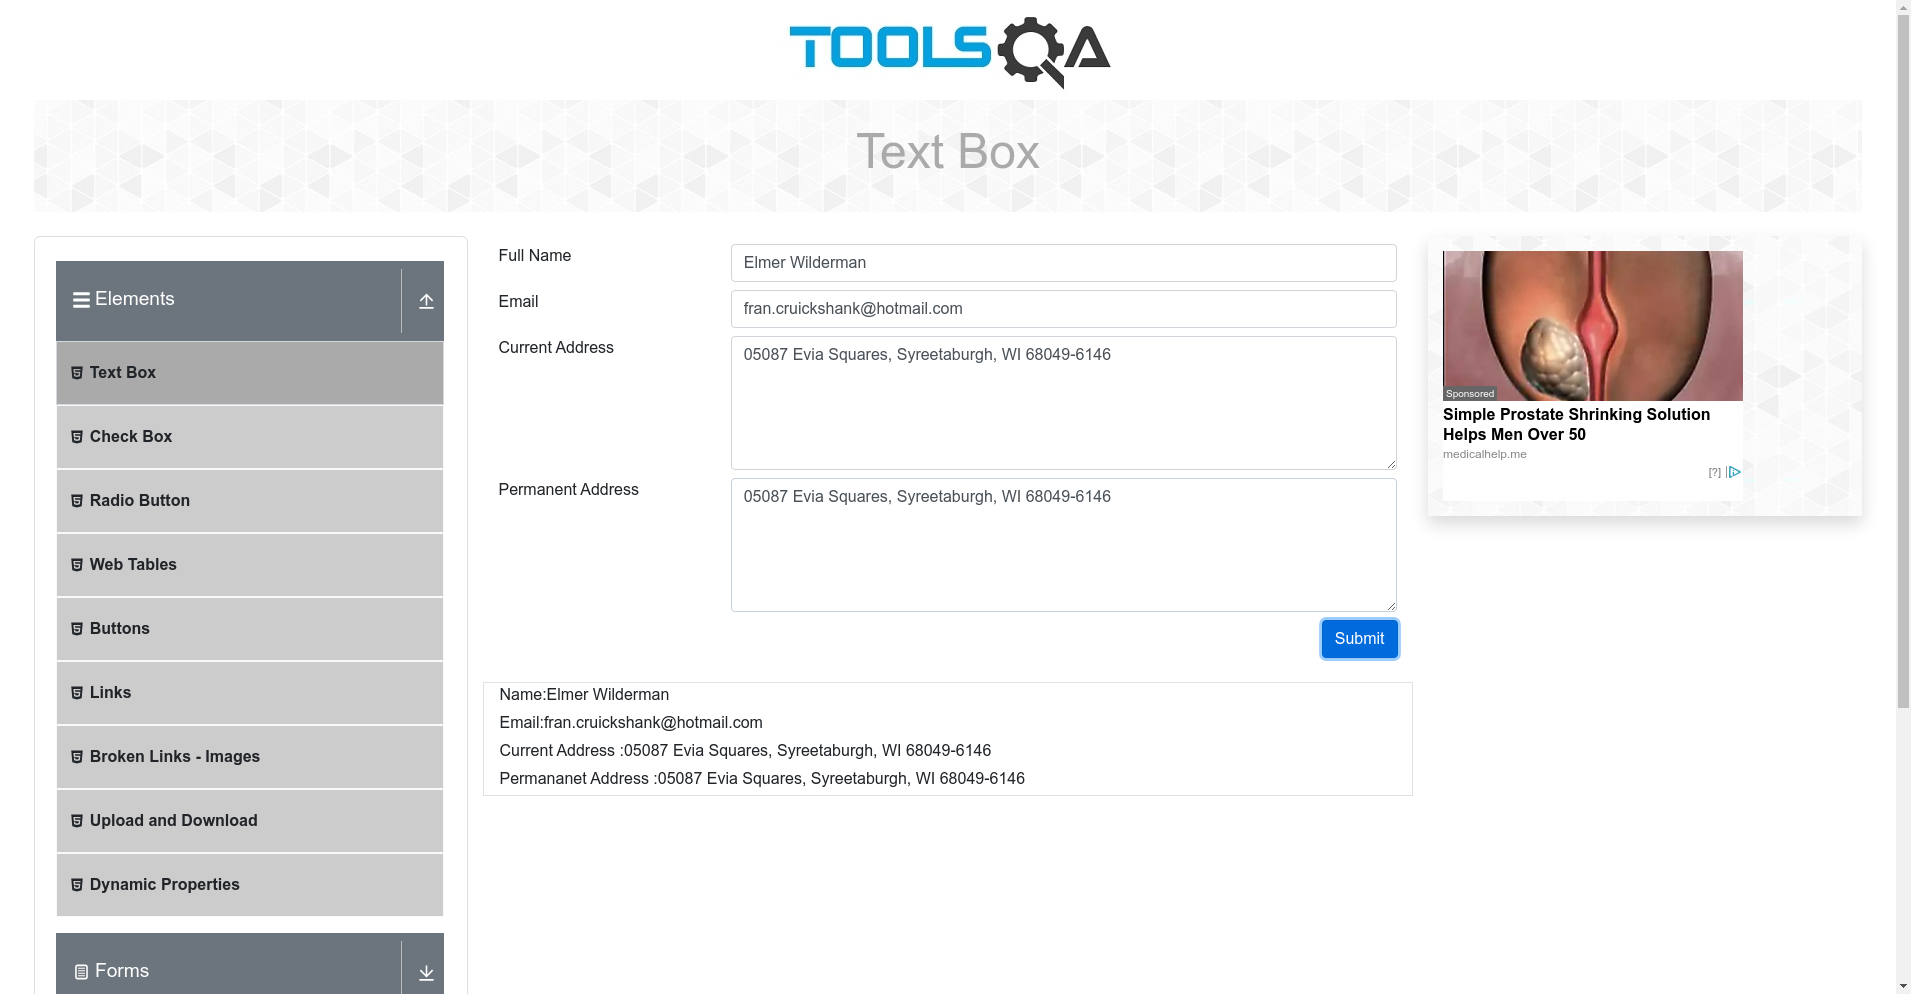 TOOLSQA
Text Box
Elements
Text Box
Check Box
Radio Button
Web Tables
Buttons
Links
Broken Links - Images
Upload and Download
Dynamic Properties
Forms
Full Name
Elmer Wilderman
Email
fran.cruickshank@hotmail.com
Current Address
05087 Evia Squares, Syreetaburgh, WI 68049-6146
Permanent Address
05087 Evia Squares, Syreetaburgh, WI 68049-6146
Submit
Name:Elmer Wilderman
Email:fran.cruickshank@hotmail.com
Current Address :05087 Evia Squares, Syreetaburgh, WI 68049-6146
Permananet Address :05087 Evia Squares, Syreetaburgh, WI 68049-6146
Sponsored
Simple Prostate Shrinking Solution
Helps Men Over 50
medicalhelp.me
[?]